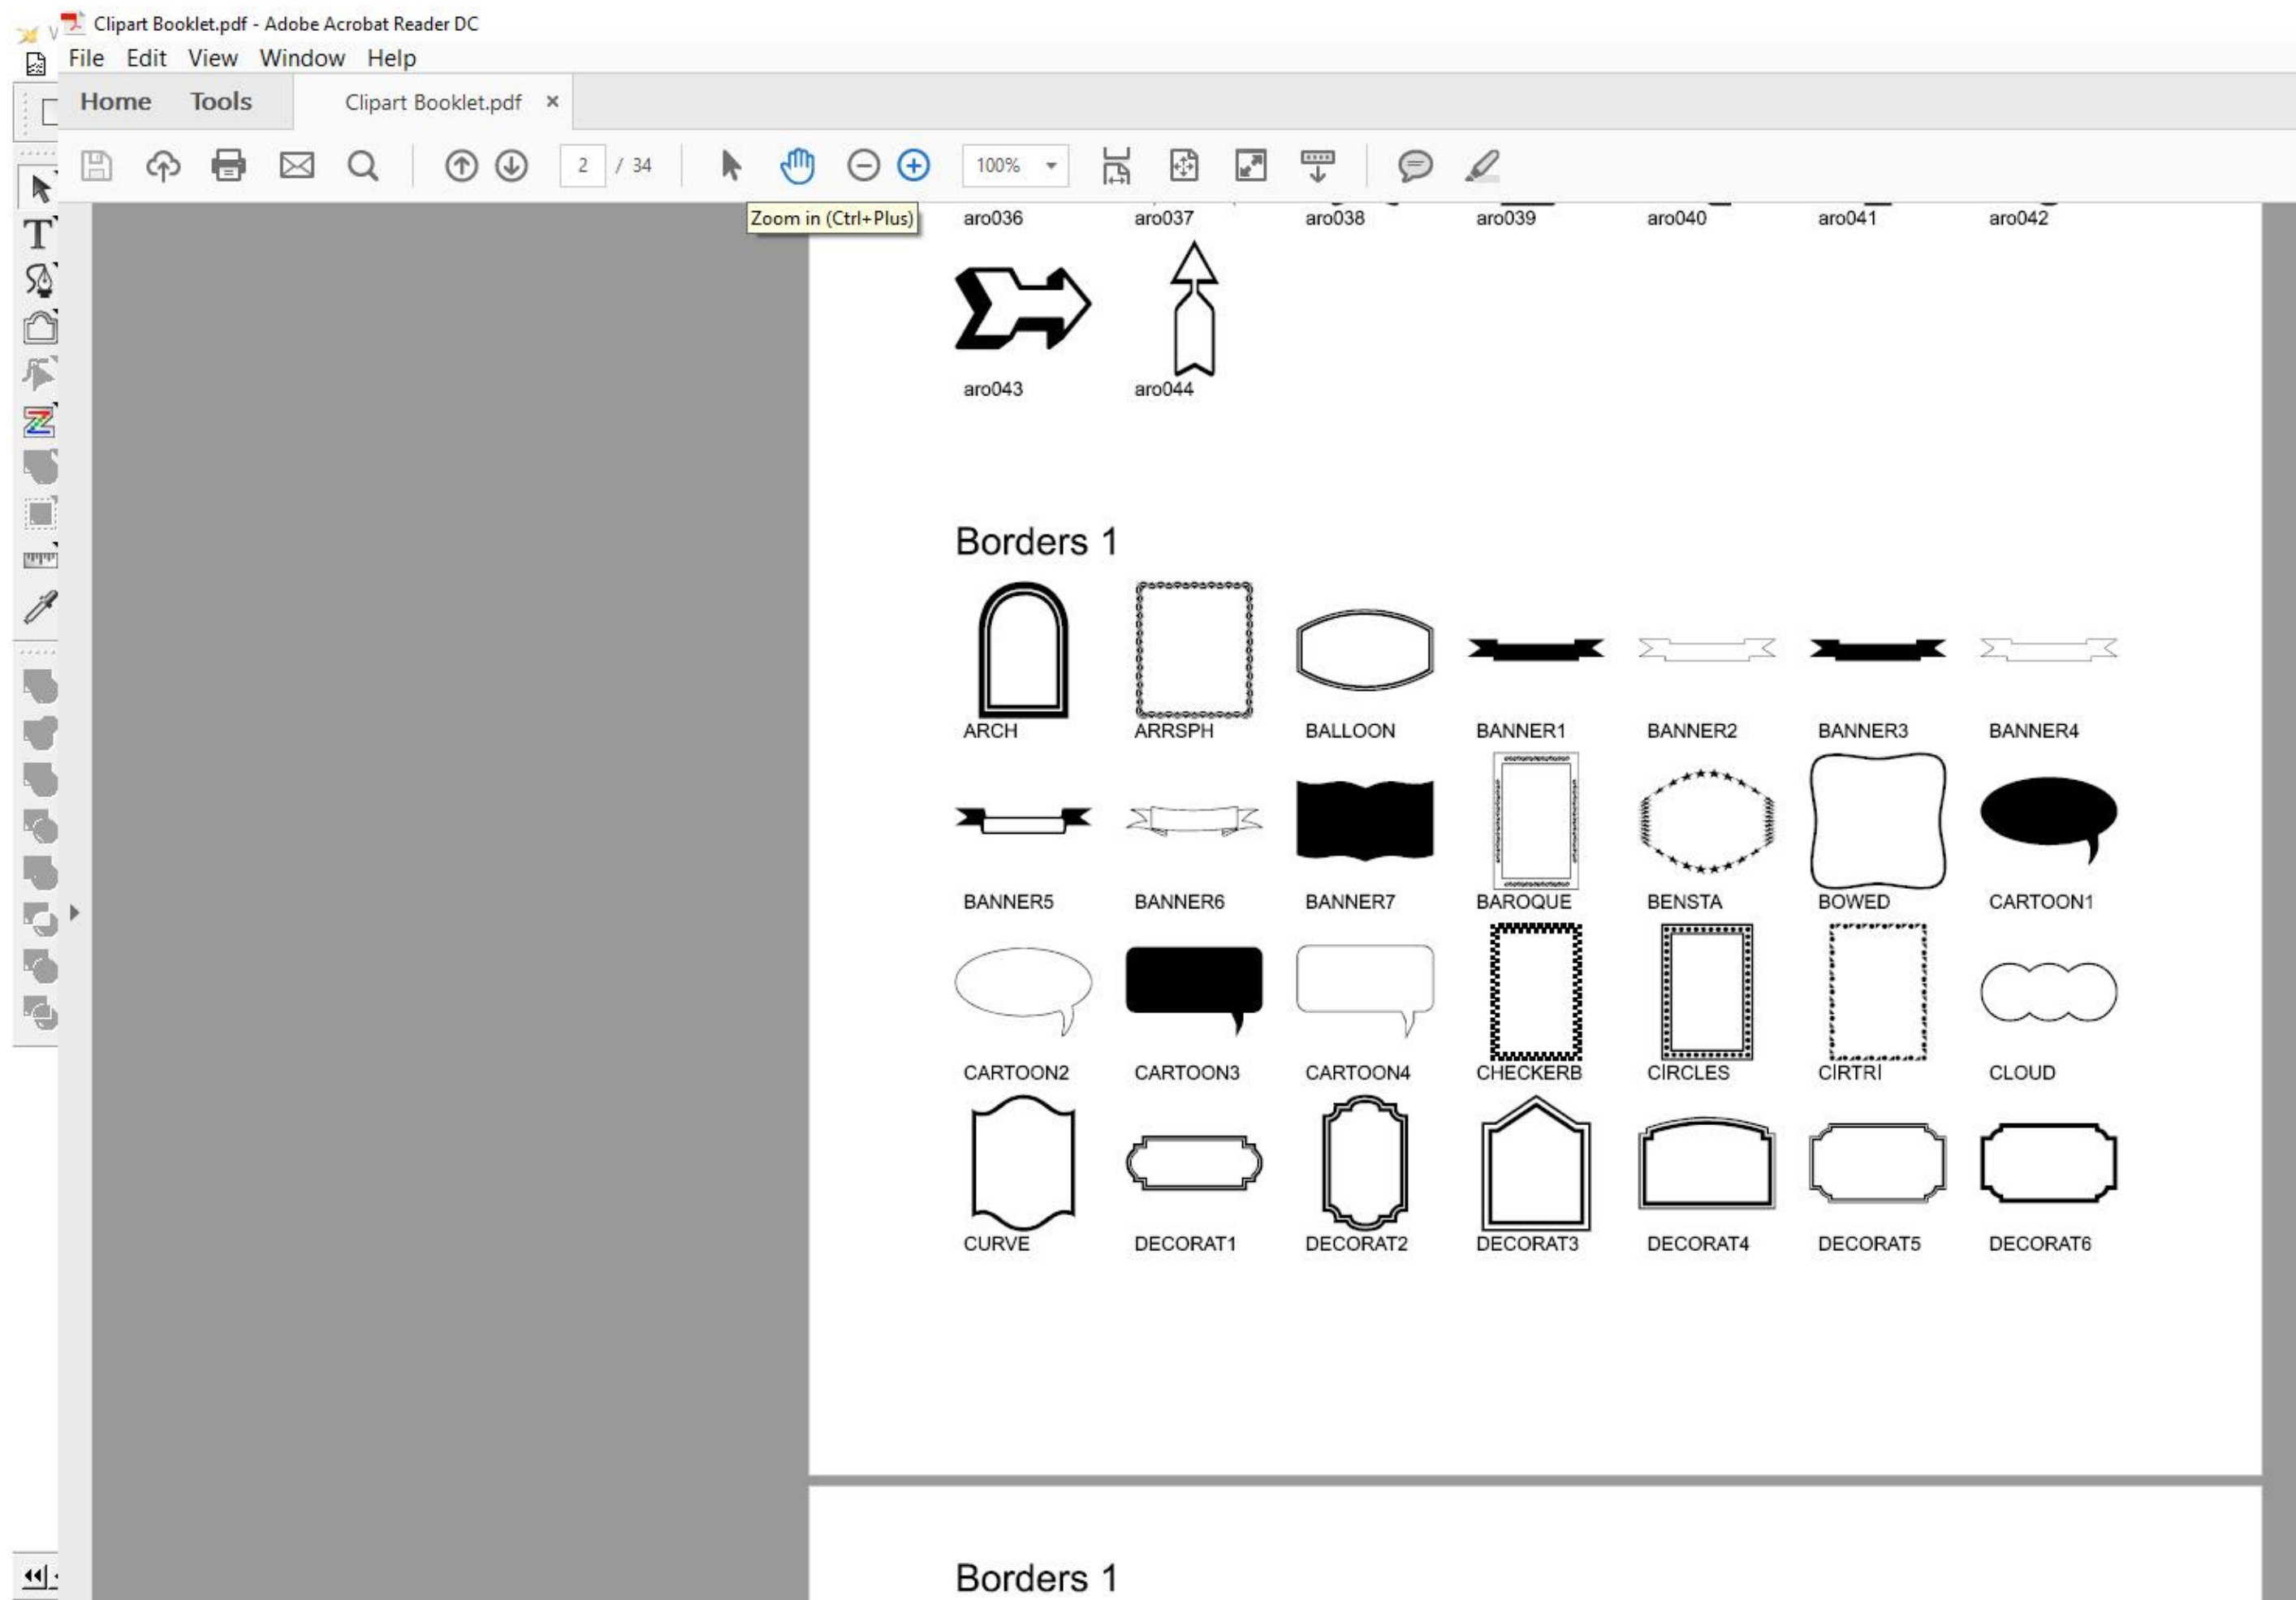 Clipart Booklet.pdf - Adobe Acrobat Reader DC
File Edit View Window Help
Home Tools Clipart Booklet.pdf ×
2 / 34 100%
Zoom in (Ctrl+Plus)
aro036 aro037 aro038 aro039 aro040 aro041 aro042
aro043 aro044
Borders 1
ARCH ARRSPH BALLOON BANNER1 BANNER2 BANNER3 BANNER4
BANNER5 BANNER6 BANNER7 BAROQUE BENSTA BOWED CARTOON1
CARTOON2 CARTOON3 CARTOON4 CHECKERB CIRCLES CIRTRI CLOUD
CURVE DECORAT1 DECORAT2 DECORAT3 DECORAT4 DECORAT5 DECORAT6
Borders 1